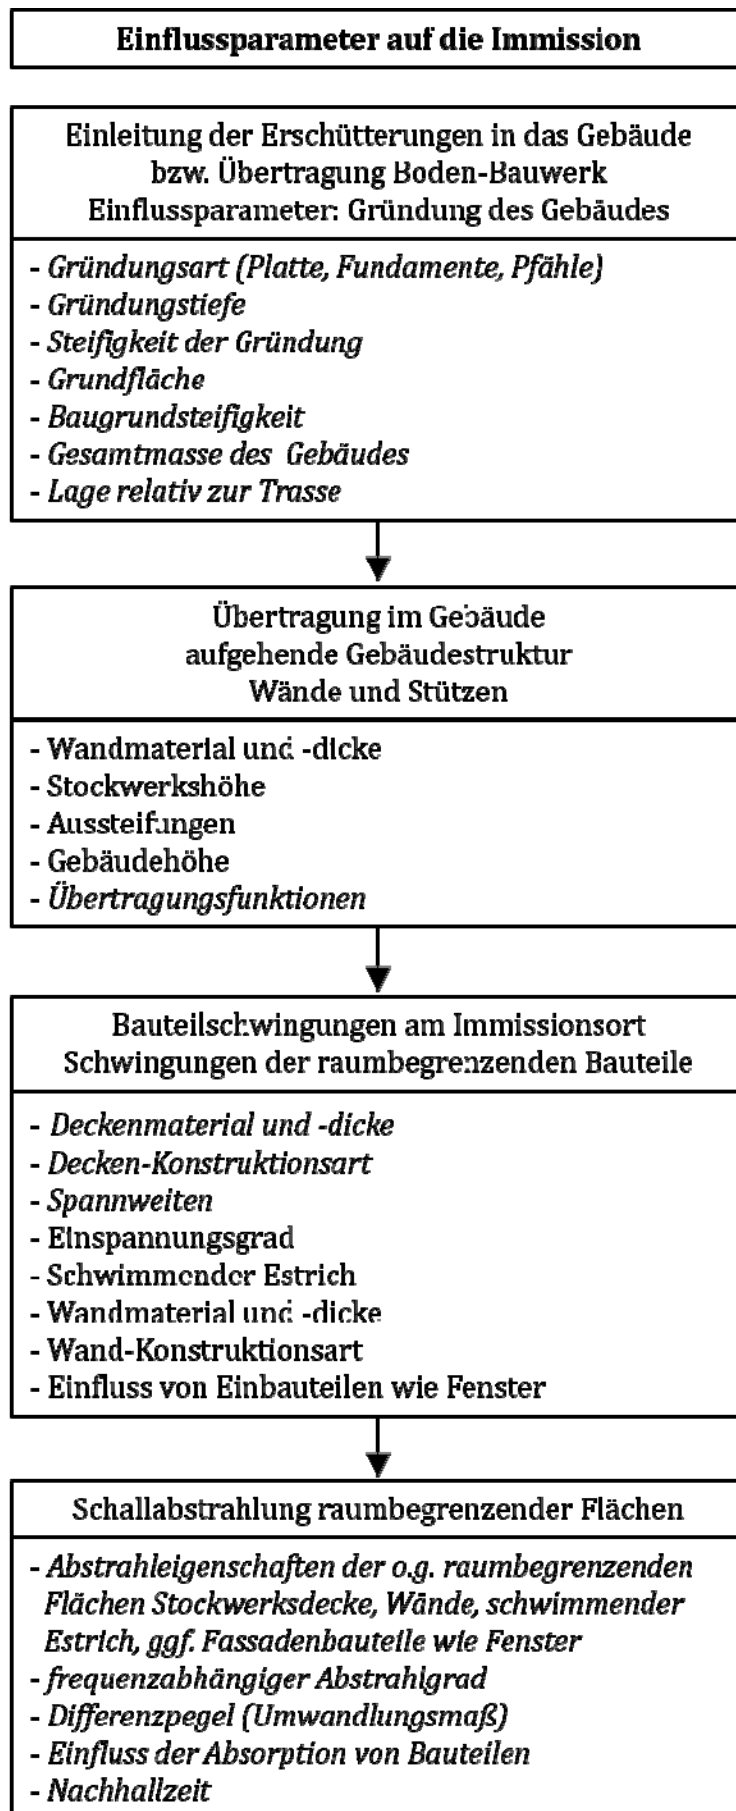 Einflussparameter auf die Immission
Einleitung der Erschütterungen in das Gebäude
bzw. Übertragung Boden-Bauwerk
Einflussparameter: Gründung des Gebäudes
- Gründungsart (Platte, Fundamente, Pfähle)
- Gründungstiefe
- Steifigkeit der Gründung
- Grundfläche
- Baugrundsteifigkeit
- Gesamtmasse des Gebäudes
- Lage relativ zur Trasse
Übertragung im Gebäude
aufgehende Gebäudestruktur
Wände und Stützen
- Wandmaterial und -dicke
- Stockwerkshöhe
- Aussteifungen
- Gebäudehöhe
- Übertragungsfunktionen
Bauteilschwingungen am Immissionsort
Schwingungen der raumbegrenzenden Bauteile
- Deckenmaterial und -dicke
- Decken-Konstruktionsart
- Spannweiten
- Einspannungsgrad
- Schwimmender Estrich
- Wandmaterial und -dicke
- Wand-Konstruktionsart
- Einfluss von Einbauteilen wie Fenster
Schallabstrahlung raumbegrenzender Flächen
- Abstrahleigenschaften der o.g. raumbegrenzenden
Flächen Stockwerksdecke, Wände, schwimmender
Estrich, ggf. Fassadenbauteile wie Fenster
- frequenzabhängiger Abstrahlgrad
- Differenzpegel (Umwandlungsmaß)
- Einfluss der Absorption von Bauteilen
- Nachhallzeit